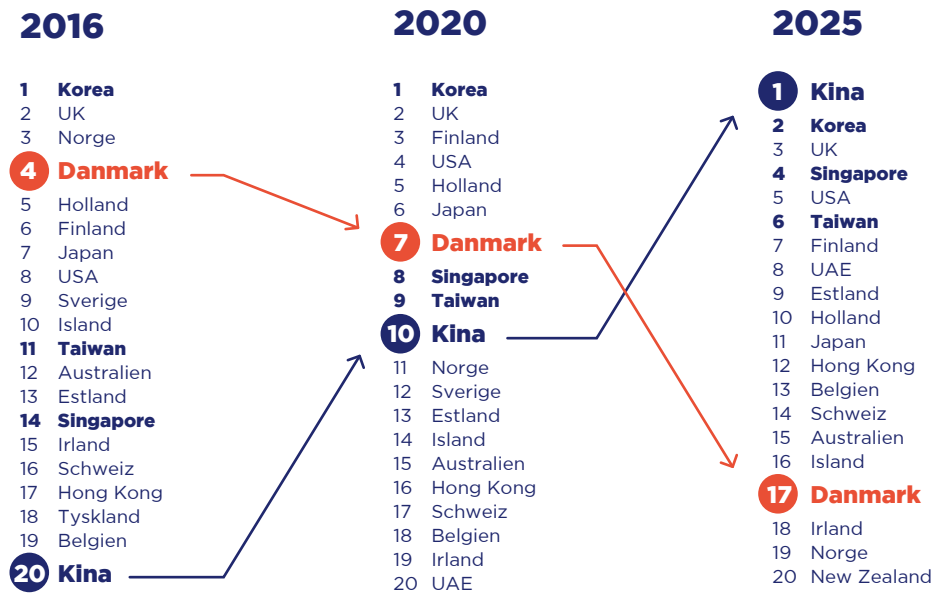 2016
1 Korea
2 UK
3 Norge
4 Danmark
5 Holland
6 Finland
7 Japan
8 USA
9 Sverige
10 Island
11 Taiwan
12 Australien
13 Estland
14 Singapore
15 Irland
16 Schweiz
17 Hong Kong
18 Tyskland
19 Belgien
20 Kina
2020
1 Korea
2 UK
3 Finland
4 USA
5 Holland
6 Japan
7 Danmark
8 Singapore
9 Taiwan
10 Kina
11 Norge
12 Sverige
13 Estland
14 Island
15 Australien
16 Hong Kong
17 Schweiz
18 Belgien
19 Irland
20 UAE
2025
1 Kina
2 Korea
3 UK
4 Singapore
5 USA
6 Taiwan
7 Finland
8 UAE
9 Estland
10 Holland
11 Japan
12 Hong Kong
13 Belgien
14 Schweiz
15 Australien
16 Island
17 Danmark
18 Irland
19 Norge
20 New Zealand